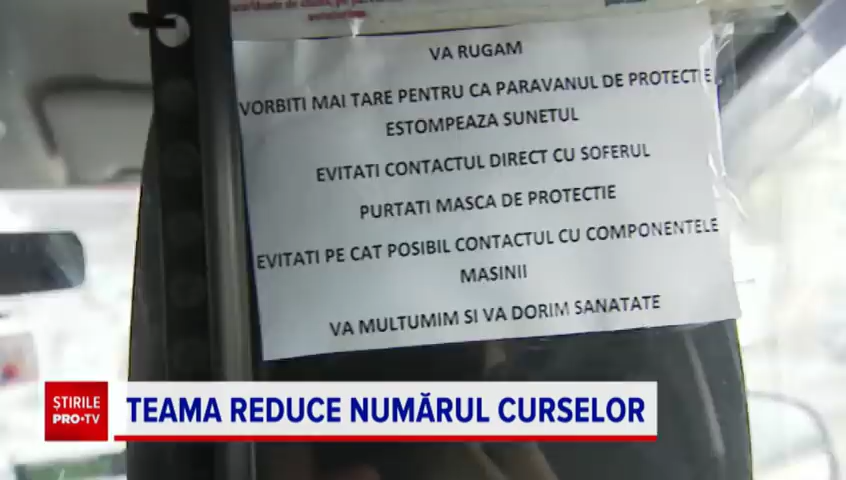 VA RUGAM
VORBITI MAI TARE PENTRU CA PARAVANUL DE PROTECTIE
ESTOMPEAZA SUNETUL
EVITATI CONTACTUL DIRECT CU SOFERUL
PURTATI MASCA DE PROTECTIE
EVITATI PE CAT POSIBIL CONTACTUL CU COMPONENTELE
MASINII
VA MULTUMIM SI VA DORIM SANATATE
ȘTIRILE
PRO•TV
TEAMA REDUCE NUMĂRUL CURSELOR